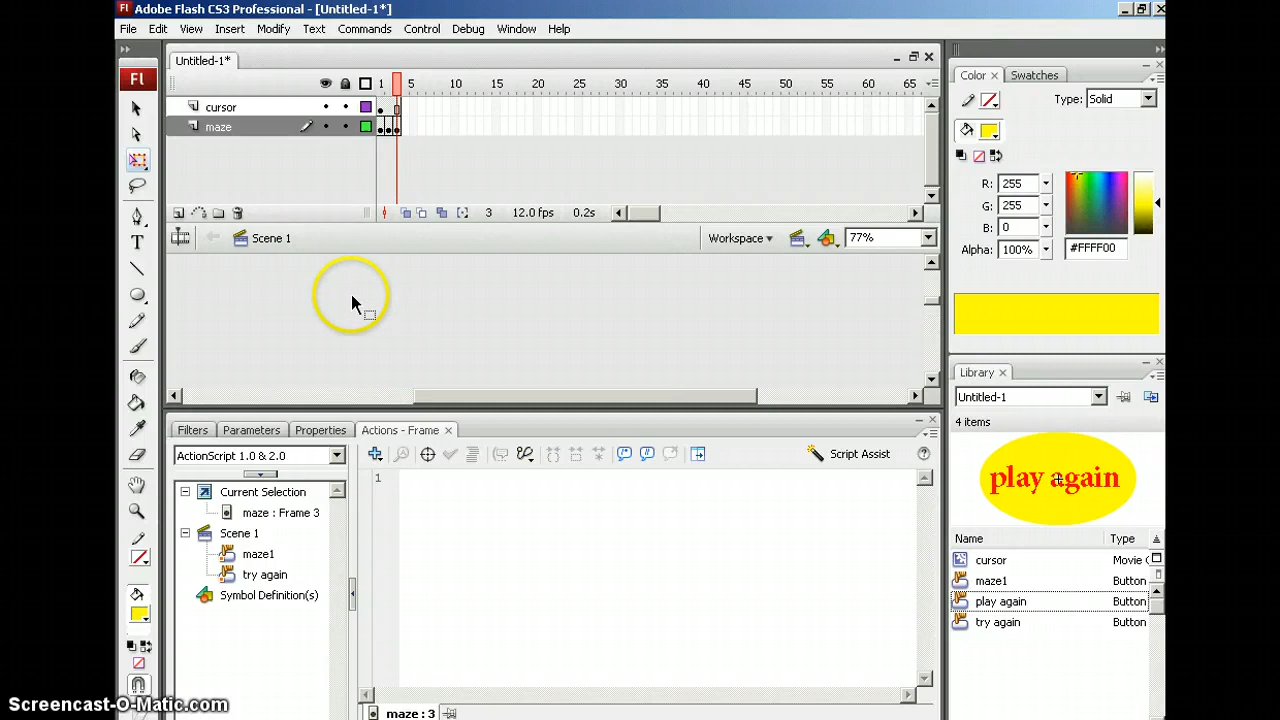 Fl Adobe Flash CS3 Professional - [Untitled-1*]
File Edit View Insert Modify Text Commands Control Debug Window Help
Untitled-1*
Fl
1 5 10 15 20 25 30 35 40 45 50 55 60 65
cursor
maze
3 12.0 fps 0.2s
Scene 1 Workspace 77%
Color Swatches
Type: Solid
R: 255
G: 255
B: 0
Alpha: 100% #FFFF00
Library
Untitled-1
4 items
play again
Name Type
cursor Movie C
maze1 Button
play again Button
try again Button
Filters Parameters Properties Actions - Frame
ActionScript 1.0 & 2.0
Script Assist
Current Selection
maze : Frame 3
Scene 1
maze1
try again
Symbol Definition(s)
1
maze : 3
Screencast-O-Matic.com